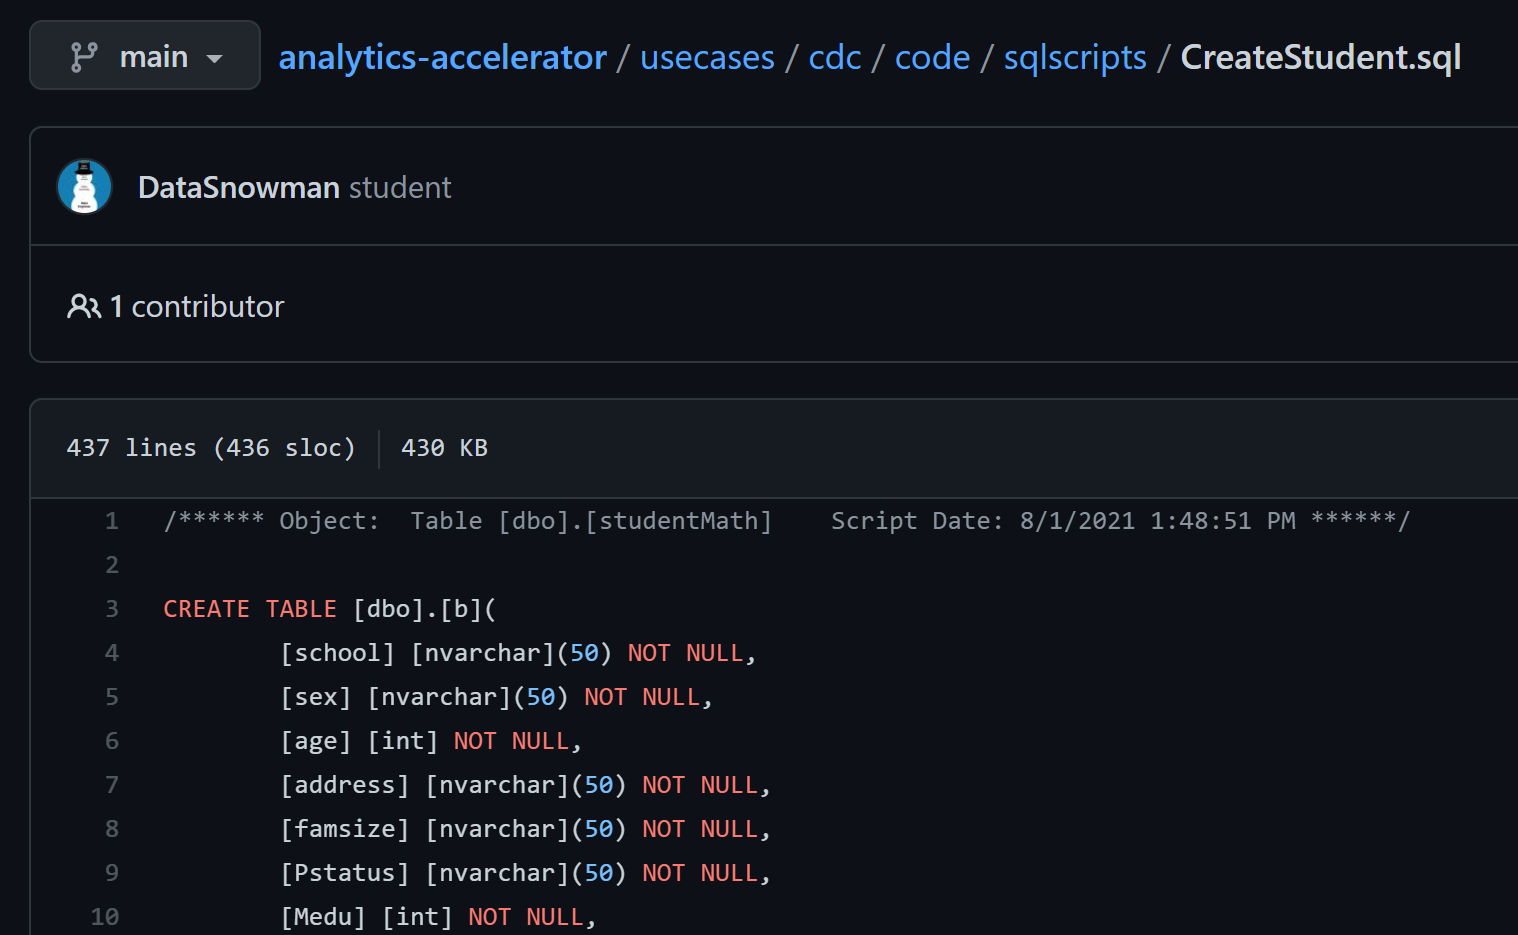 main analytics-accelerator / usecases / cdc / code / sqlscripts / CreateStudent.sql
DataSnowman student
1 contributor
437 lines (436 sloc) 430 KB
1 /****** Object:  Table [dbo].[studentMath]    Script Date: 8/1/2021 1:48:51 PM ******/
2
3 CREATE TABLE [dbo].[b](
4 [school] [nvarchar](50) NOT NULL,
5 [sex] [nvarchar](50) NOT NULL,
6 [age] [int] NOT NULL,
7 [address] [nvarchar](50) NOT NULL,
8 [famsize] [nvarchar](50) NOT NULL,
9 [Pstatus] [nvarchar](50) NOT NULL,
10 [Medu] [int] NOT NULL,